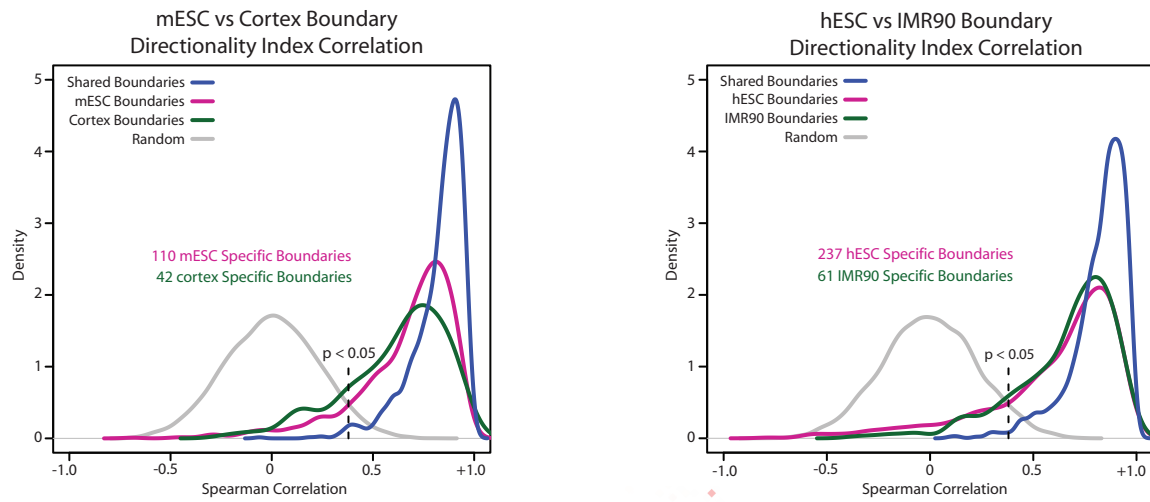 mESC vs Cortex Boundary
Directionality Index Correlation
Shared Boundaries
mESC Boundaries
Cortex Boundaries
Random
110 mESC Specific Boundaries
42 cortex Specific Boundaries
p < 0.05
Density
5
4
3
2
1
0
-1.0 -0.5 0 0.5 +1.0
Spearman Correlation
hESC vs IMR90 Boundary
Directionality Index Correlation
Shared Boundaries
hESC Boundaries
IMR90 Boundaries
Random
237 hESC Specific Boundaries
61 IMR90 Specific Boundaries
p < 0.05
Density
5
4
3
2
1
0
-1.0 -0.5 0 0.5 +1.0
Spearman Correlation